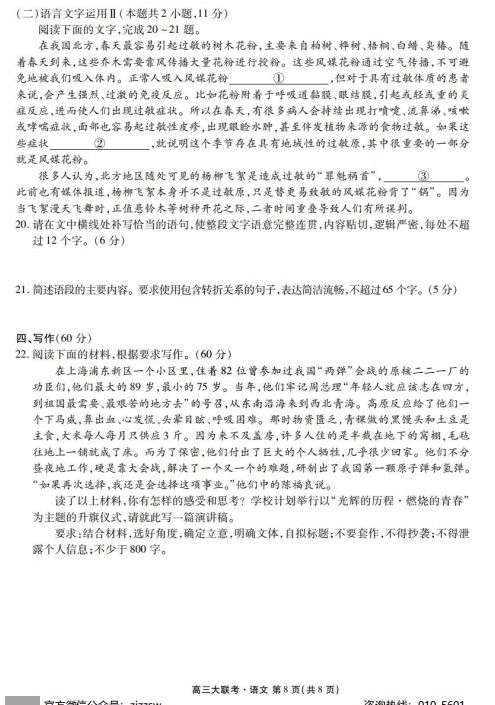 (二)语言文字运用Ⅱ(本题共2小题,11分)
阅读下面的文字,完成20~21题。
在我国北方,春天最容易引起过敏的树木花粉,主要来自柏树、桦树、梧桐、白蜡、臭椿。随
着春天到来,这些乔木需要靠风传播大量花粉进行授粉。这些风媒花粉通过空气传播,不可避
免地被我们吸入体内。正常人吸入风媒花粉①,但对于具有过敏体质的患者
来说,会产生强烈、过激的免疫反应。比如花粉附着于呼吸道黏膜、眼结膜,引起或轻或重的炎
症反应,进而使人们出现过敏症状。所以在春天,有很多病人会持续出现打喷嚏、流鼻涕、咳嗽
或哮喘症状,面部也容易起过敏性皮疹,出现眼睑水肿,甚至伴发植物来源的食物过敏。如果这
些症状②,就说明这个季节存在具有地域性的过敏原,其中很重要的一部分
就是风媒花粉。
很多人认为,北方地区随处可见的杨柳飞絮是造成过敏的“罪魁祸首”,③。
此前也有媒体报道,杨柳飞絮本身并不是过敏原,只是替更易致敏的风媒花粉背了“锅”。因为
当飞絮漫天飞舞时,正值悬铃木等树种开花之际,二者时间重叠导致人们有所误判。
20. 请在文中横线处补写恰当的语句,使整段文字语意完整连贯,内容贴切,逻辑严密,每处不超
过12个字。(6分)
21. 简述语段的主要内容。要求使用包含转折关系的句子,表达简洁流畅,不超过65个字。(5分)
四、写作(60分)
22. 阅读下面的材料,根据要求写作。(60分)
在上海浦东新区一个小区里,住着82位曾参加过我国“两弹”会战的原核二二一厂的
功臣们,他们最大的89岁,最小的75岁。当年,他们牢记周总理“年轻人就应该志在四方,
到祖国最需要、最艰苦的地方去”的号召,从东南沿海来到西北青海。高原反应给了他们一
个下马威,鼻出血、心发慌、头晕目眩、呼吸困难。那时物资匮乏,青稞做的黑馒头和土豆是
主食,大米每人每月只供应3斤。因为来不及盖房,许多人住的是半截在地下的窝棚,毛毡
往地上一铺就成了床。而为了保密,他们付出了巨大的个人牺牲,几乎很少回家。他们不分
昼夜地工作,硬是靠大会战,解决了一个又一个的难题,研制出了我国第一颗原子弹和氢弹。
“如果再次选择,我还是会选择这项事业。”他们中的陈福良说。
读了以上材料,你有怎样的感受和思考?学校计划举行以“光辉的历程·燃烧的青春”
为主题的升旗仪式,请就此写一篇演讲稿。
要求:结合材料,选好角度,确定立意,明确文体,自拟标题;不要套作,不得抄袭;不得泄
露个人信息;不少于800字。
高三大联考·语文 第8页(共8页)